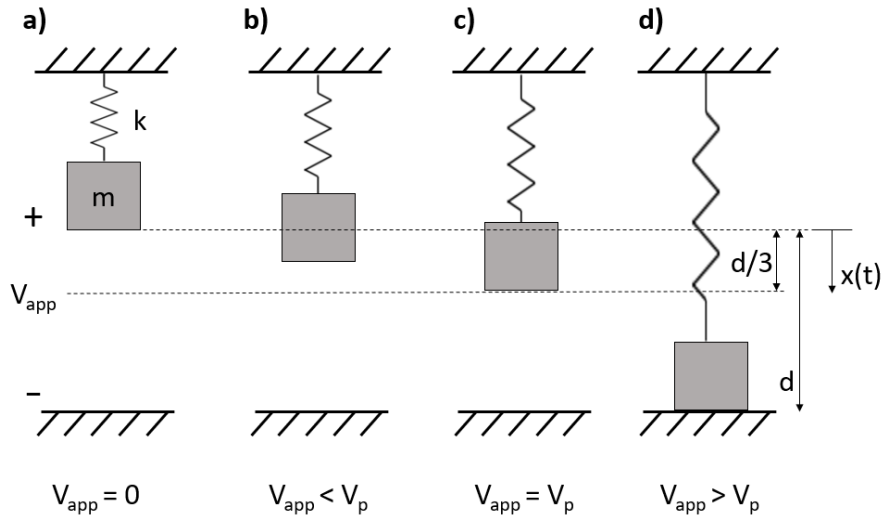 a) b) c) d)
k
m
+
d/3
x(t)
V_app
d
−
V_app = 0 V_app < V_p V_app = V_p V_app > V_p